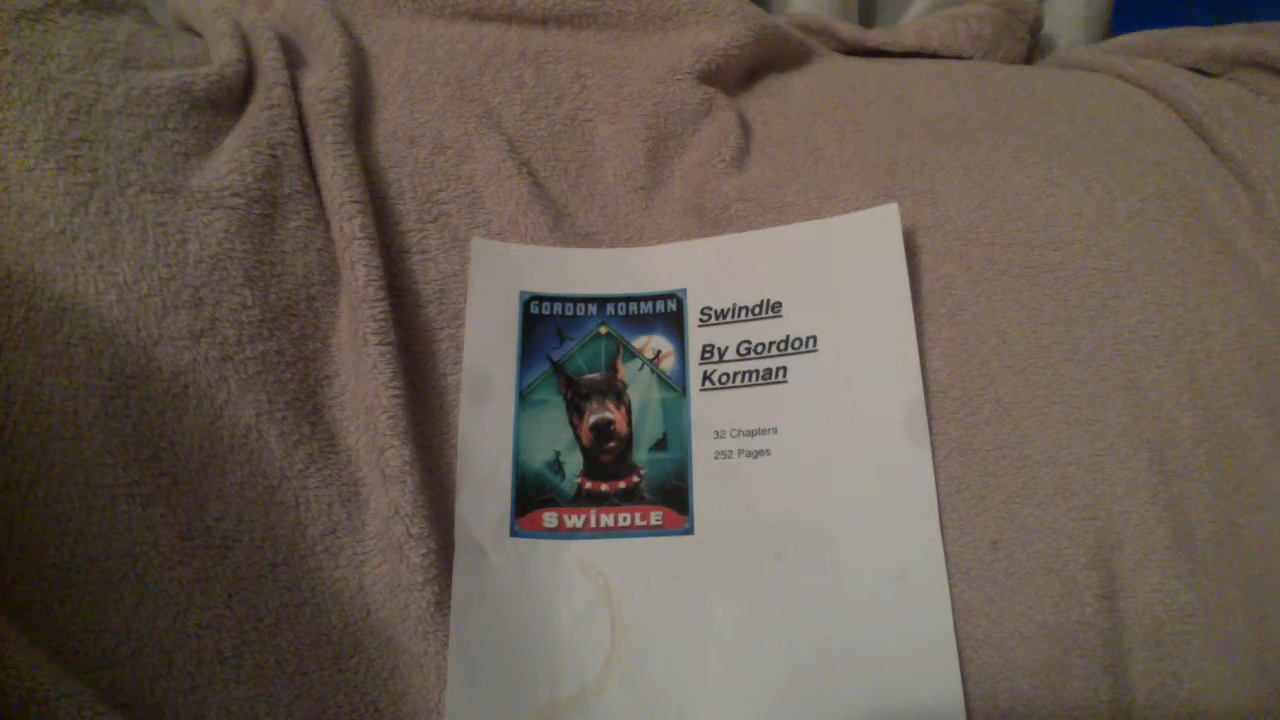 GORDON KORMAN
SWiNDLE
Swindle
By Gordon
Korman
32 Chapters
252 Pages